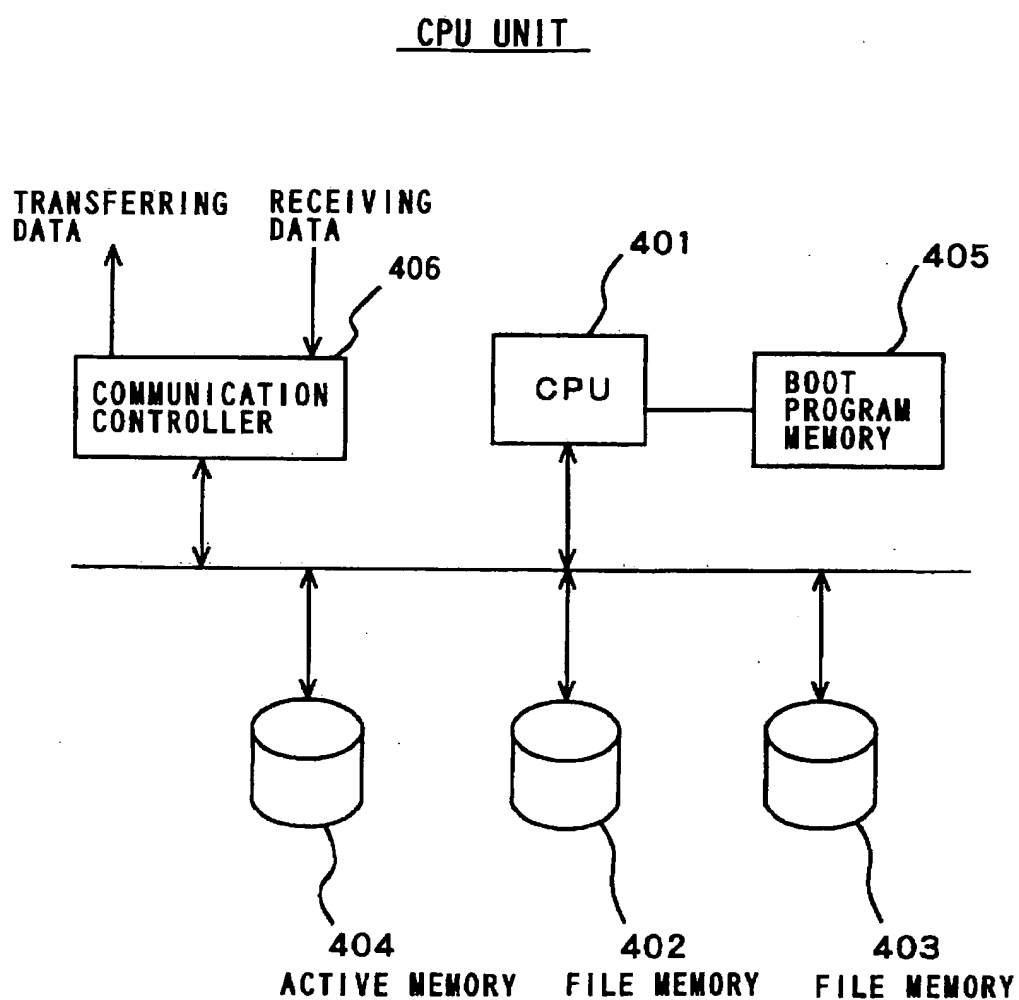 CPU UNIT
TRANSFERRING
DATA
RECEIVING
DATA
406
401
405
COMMUNICATION
CONTROLLER
CPU
BOOT
PROGRAM
MEMORY
404
ACTIVE MEMORY
402
FILE MEMORY
403
FILE MEMORY